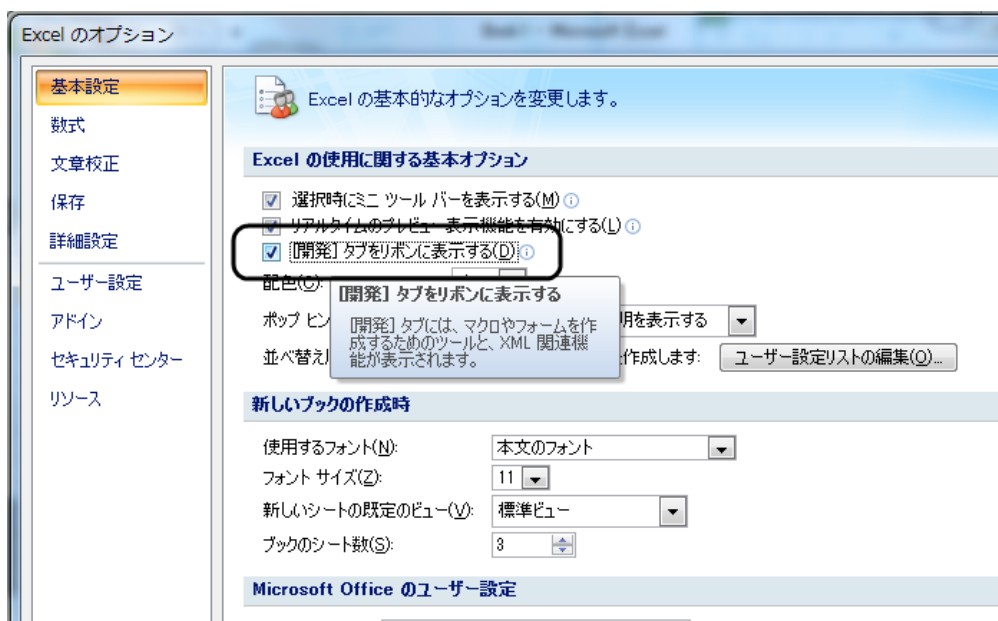 Excel のオプション
基本設定
数式
文章校正
保存
詳細設定
ユーザー設定
アドイン
セキュリティ センター
リソース
Excel の基本的なオプションを変更します。
Excel の使用に関する基本オプション
選択時にミニ ツール バーを表示する(M)
リアルタイムのプレビュー表示機能を有効にする(L)
[開発] タブをリボンに表示する(D)
配色(C):
[開発] タブをリボンに表示する
[開発] タブには、マクロやフォームを作
成するためのツールと、XML 関連機
能が表示されます。
ポップ ヒン 明を表示する
並べ替え 作成します: ユーザー設定リストの編集(O)...
新しいブックの作成時
使用するフォント(N): 本文のフォント
フォント サイズ(Z): 11
新しいシートの既定のビュー(V): 標準ビュー
ブックのシート数(S): 3
Microsoft Office のユーザー設定